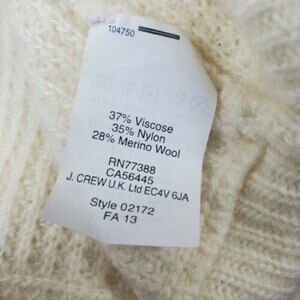 104750
37% Viscose
35% Nylon
28% Merino Wool
RN77388
CA56445
J. CREW U.K. Ltd EC4V 6JA
Style 02172
FA 13